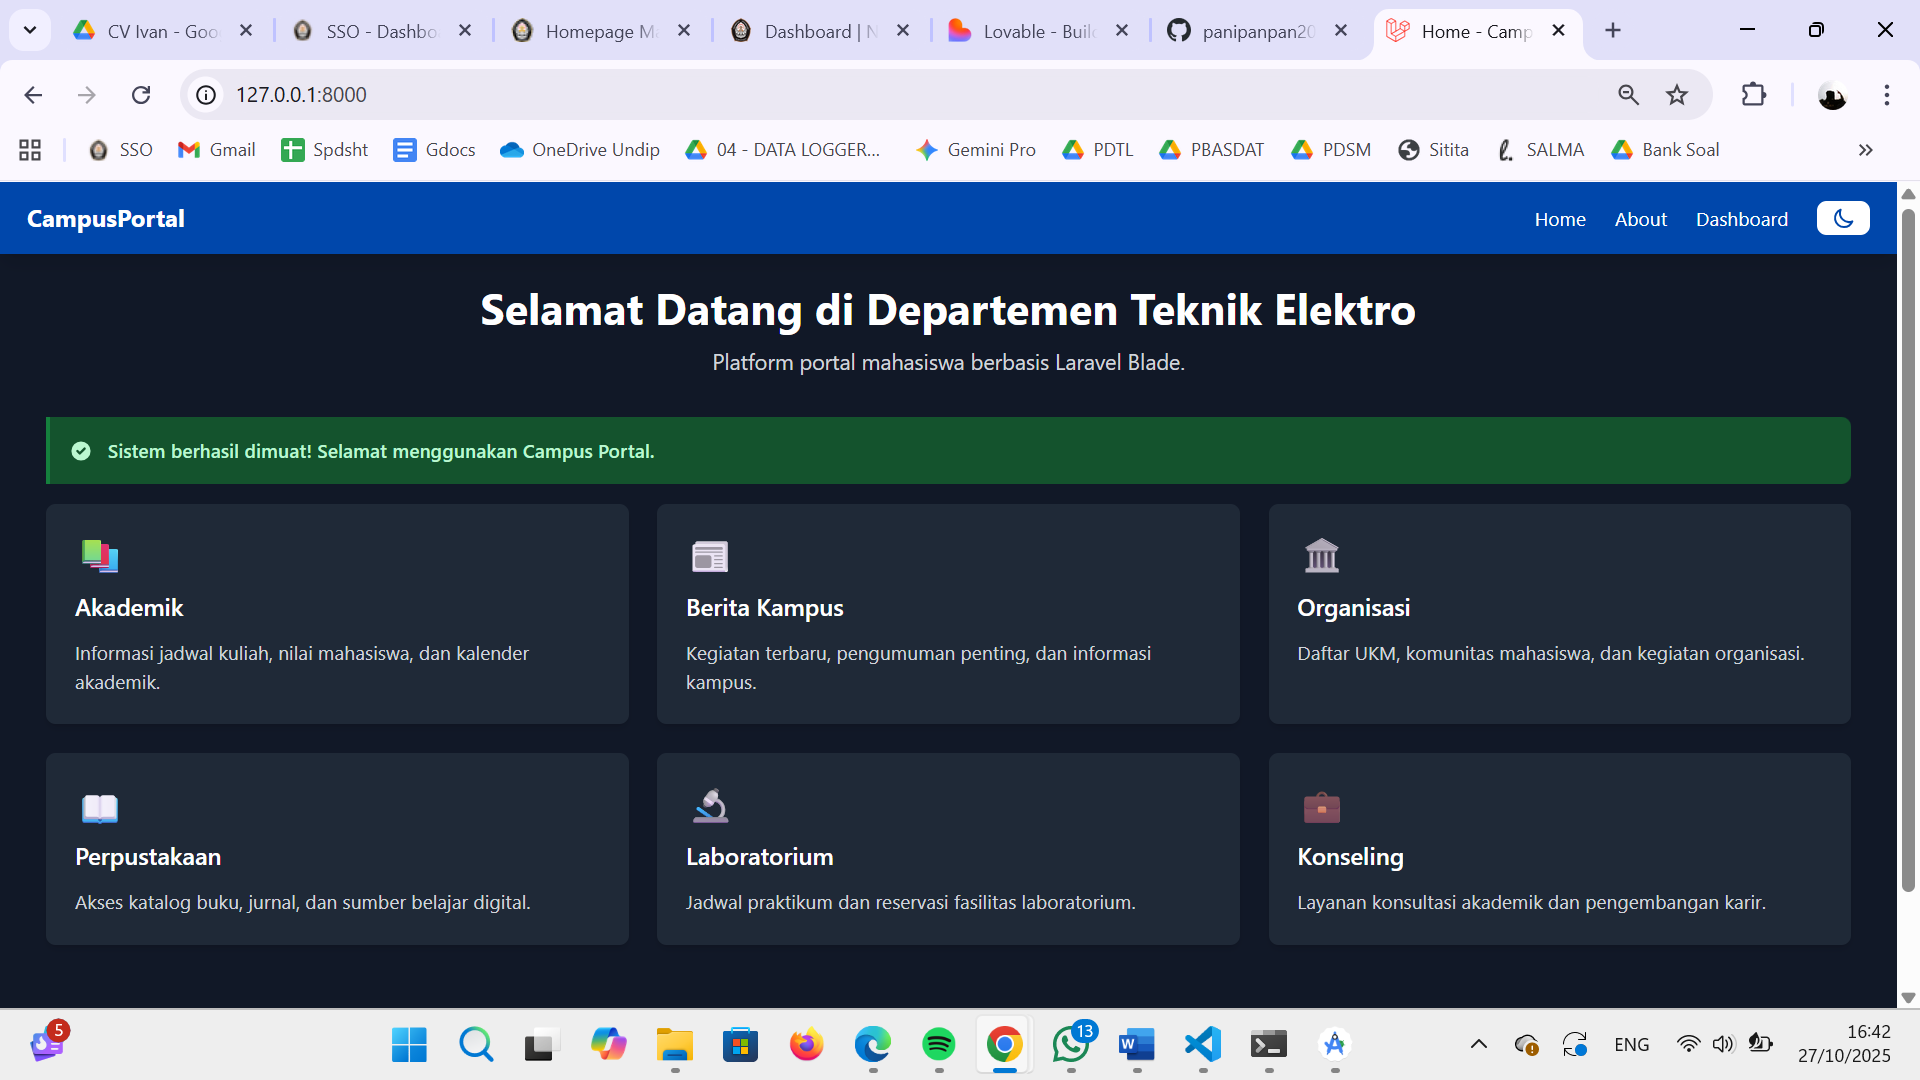 CV Ivan - Goo
SSO - Dashbo
Homepage Ma
Dashboard | N
Lovable - Buil
panipanpan20
Home - Camp
127.0.0.1:8000
SSO
Gmail
Spdsht
Gdocs
OneDrive Undip
04 - DATA LOGGER...
Gemini Pro
PDTL
PBASDAT
PDSM
Sitita
SALMA
Bank Soal
CampusPortal
Home
About
Dashboard
Selamat Datang di Departemen Teknik Elektro
Platform portal mahasiswa berbasis Laravel Blade.
Sistem berhasil dimuat! Selamat menggunakan Campus Portal.
Akademik
Informasi jadwal kuliah, nilai mahasiswa, dan kalender
akademik.
Berita Kampus
Kegiatan terbaru, pengumuman penting, dan informasi
kampus.
Organisasi
Daftar UKM, komunitas mahasiswa, dan kegiatan organisasi.
Perpustakaan
Akses katalog buku, jurnal, dan sumber belajar digital.
Laboratorium
Jadwal praktikum dan reservasi fasilitas laboratorium.
Konseling
Layanan konsultasi akademik dan pengembangan karir.
5
13
ENG
16:42
27/10/2025